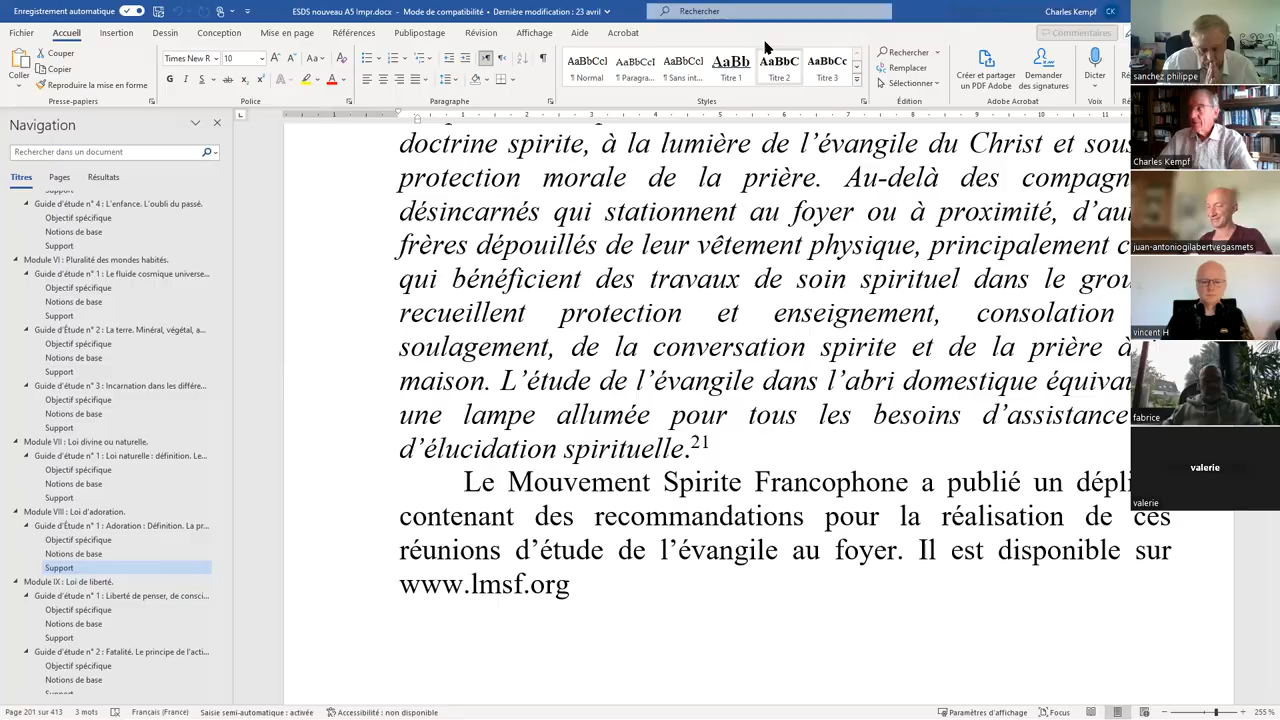 Enregistrement automatique
ESDS nouveau A5 Impr.docx • Mode de compatibilité • Dernière modification : 23 avril
Rechercher
Charles Kempf
CK
Fichier
Accueil
Insertion
Dessin
Conception
Mise en page
Références
Publipostage
Révision
Affichage
Aide
Acrobat
Commentaires
Coller
Couper
Copier
Reproduire la mise en forme
Presse-papiers
Times New R
10
Police
Paragraphe
AaBbCcI
AaBbCcI
AaBbCcI
AaBb
AaBbC
AaBbCc
¶ Normal
¶ Paragra...
¶ Sans int...
Titre 1
¶ Titre 2
¶ Titre 3
Styles
Rechercher
Remplacer
Sélectionner
Édition
Créer et partager
un PDF Adobe
Demander
des signatures
Adobe Acrobat
Dicter
Voix
Navigation
Rechercher dans un document
Titres
Pages
Résultats
Support
Guide d'étude n° 4 : L'enfance. L'oubli du passé.
Objectif spécifique
Notions de base
Support
Module VI : Pluralité des mondes habités.
Guide d'étude n° 1 : Le fluide cosmique universe...
Objectif spécifique
Notions de base
Support
Guide d'Étude n° 2 : La terre. Minéral, végétal, a...
Objectif spécifique
Notions de base
Support
Guide d'étude n° 3 : Incarnation dans les différe...
Objectif spécifique
Notions de base
Support
Module VII : Loi divine ou naturelle.
Guide d'étude n° 1 : Loi naturelle : définition. Le...
Objectif spécifique
Notions de base
Support
Module VIII : Loi d'adoration.
Guide d'Étude n° 1 : Adoration : Définition. La pr...
Objectif spécifique
Notions de base
Support
Module IX : Loi de liberté.
Guide d'étude n° 1 : Liberté de penser, de consci...
Objectif spécifique
Notions de base
Support
Guide d'étude n° 2 : Fatalité. Le principe de l'acti...
Objectif spécifique
Notions de base
Support
doctrine spirite, à la lumière de l'évangile du Christ et sous
protection morale de la prière. Au-delà des compagn
désincarnés qui stationnent au foyer ou à proximité, d'au
frères dépouillés de leur vêtement physique, principalement c
qui bénéficient des travaux de soin spirituel dans le grou
recueillent protection et enseignement, consolation
soulagement, de la conversation spirite et de la prière à
maison. L'étude de l'évangile dans l'abri domestique équiva
une lampe allumée pour tous les besoins d'assistance
d'élucidation spirituelle.21
Le Mouvement Spirite Francophone a publié un dépli
contenant des recommandations pour la réalisation de ces
réunions d'étude de l'évangile au foyer. Il est disponible sur
www.lmsf.org
sanchez philippe
Charles Kempf
juan-antoniogilabertvegasmets
vincent H
fabrice
valerie
valerie
Page 201 sur 413
3 mots
Français (France)
Saisie semi-automatique : activée
Accessibilité : non disponible
Paramètres d'affichage
Focus
255 %